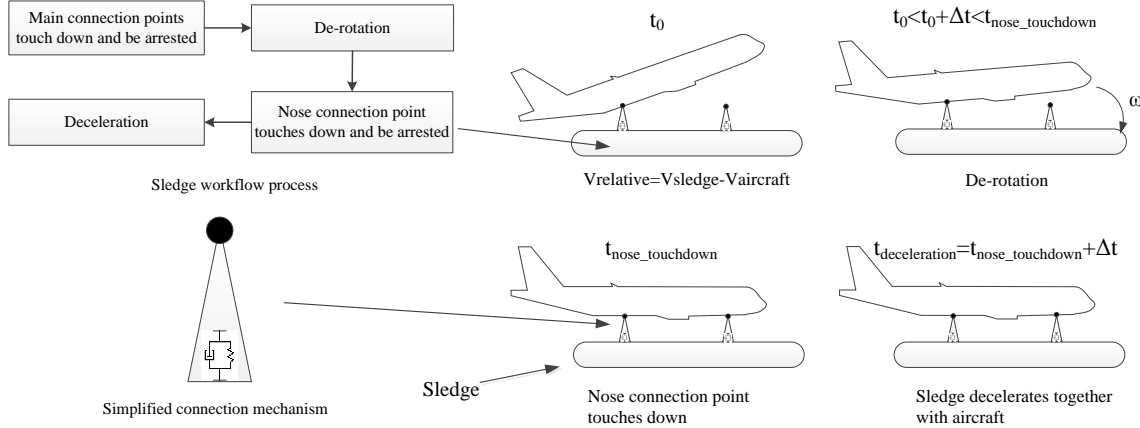 Main connection points
touch down and be arrested
De-rotation
Deceleration
Nose connection point
touches down and be arrested
Sledge workflow process
t0
t0<t0+Δt<tnose_touchdown
ω
Vrelative=Vsledge-Vaircraft
De-rotation
tnose_touchdown
tdeceleration=tnose_touchdown+Δt
Sledge
Simplified connection mechanism
Nose connection point
touches down
Sledge decelerates together
with aircraft